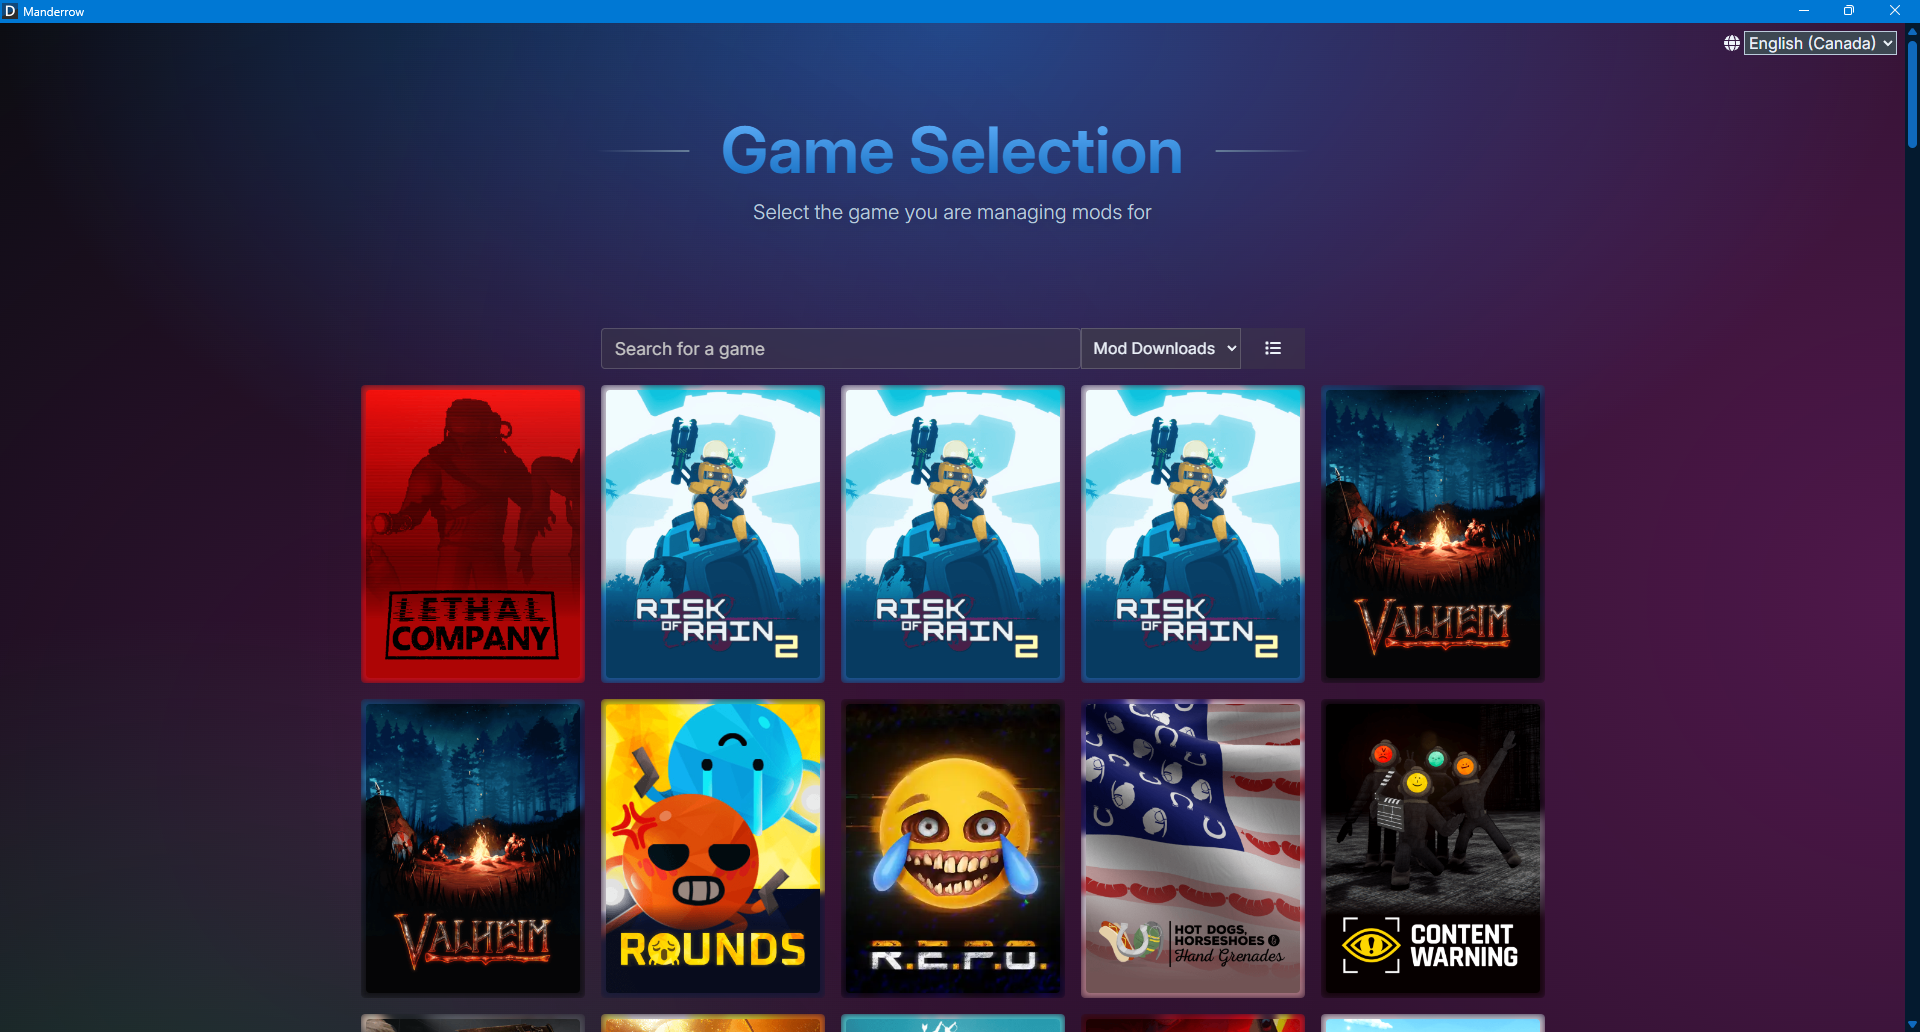 Manderrow
English (Canada)
Game Selection
Select the game you are managing mods for
Search for a game
Mod Downloads
LETHAL
COMPANY
RISK
OF RAIN 2
RISK
OF RAIN 2
RISK
OF RAIN 2
VALHEIM
VALHEIM
ROUNDS
R.E.P.O.
HOT DOGS,
HORSESHOES &
Hand Grenades
CONTENT
WARNING